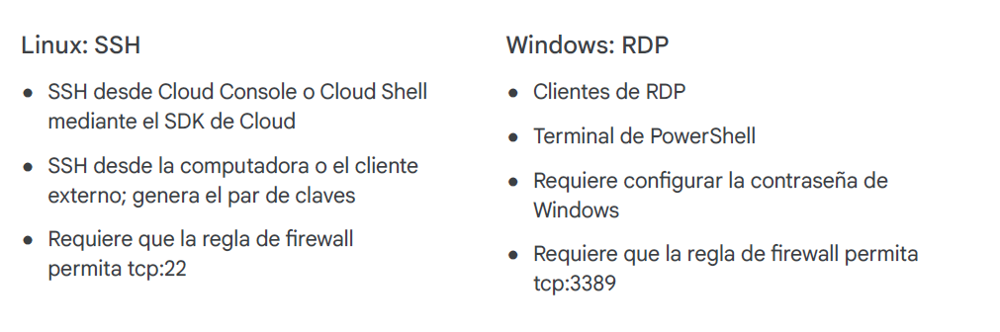 Linux: SSH
● SSH desde Cloud Console o Cloud Shell
mediante el SDK de Cloud
● SSH desde la computadora o el cliente
externo; genera el par de claves
● Requiere que la regla de firewall
permita tcp:22
Windows: RDP
● Clientes de RDP
● Terminal de PowerShell
● Requiere configurar la contraseña de
Windows
● Requiere que la regla de firewall permita
tcp:3389